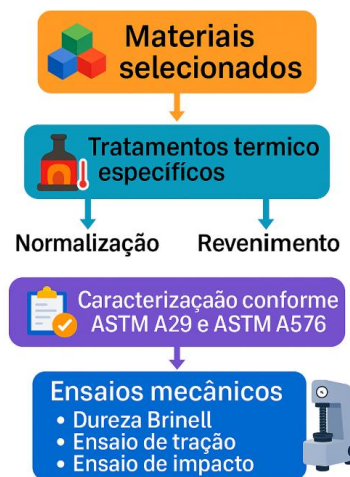 Materiais
selecionados
Tratamentos termico
específicos
Normalização Revenimento
Caracterizaçaão conforme
ASTM A29 e ASTM A576
Ensaios mecânicos
• Dureza Brinell
• Ensaio de tração
• Ensaio de impacto